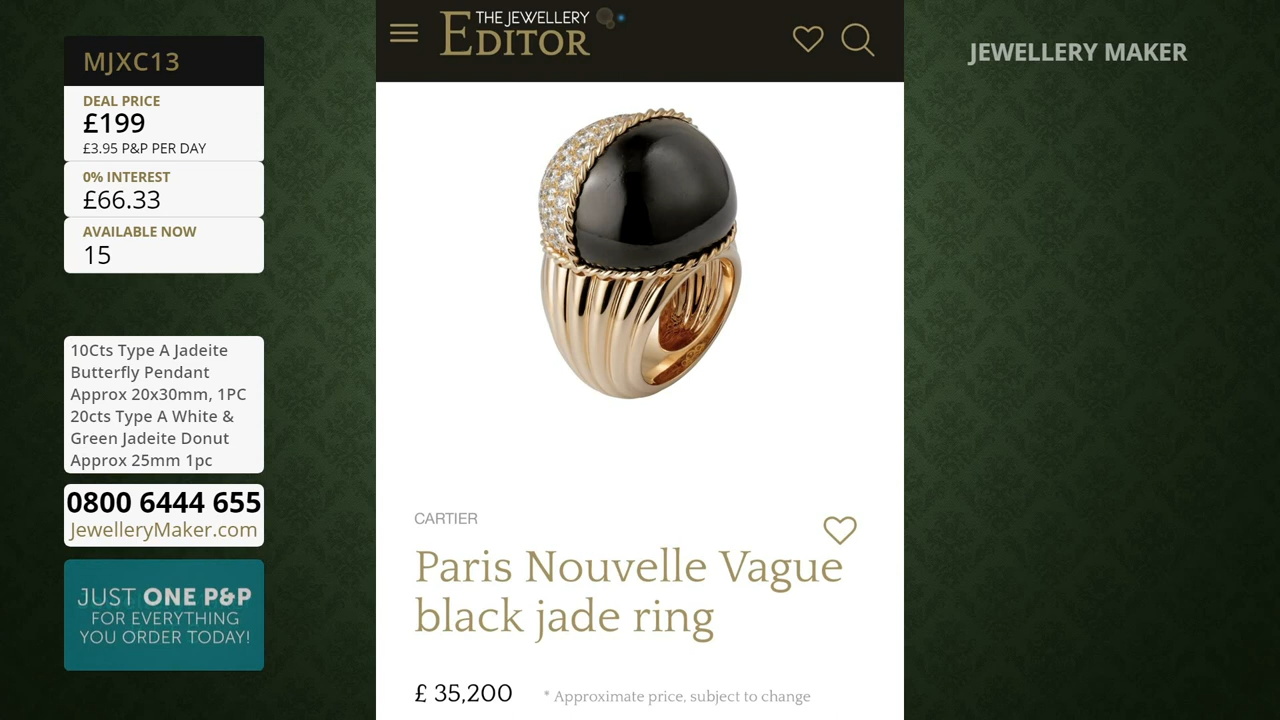 MJXC13
DEAL PRICE
£199
£3.95 P&P PER DAY
0% INTEREST
£66.33
AVAILABLE NOW
15
10Cts Type A Jadeite
Butterfly Pendant
Approx 20x30mm, 1PC
20cts Type A White &
Green Jadeite Donut
Approx 25mm 1pc
0800 6444 655
JewelleryMaker.com
JUST ONE P&P
FOR EVERYTHING
YOU ORDER TODAY!
THE JEWELLERY
EDITOR
CARTIER
Paris Nouvelle Vague
black jade ring
£ 35,200
* Approximate price, subject to change
JEWELLERY MAKER